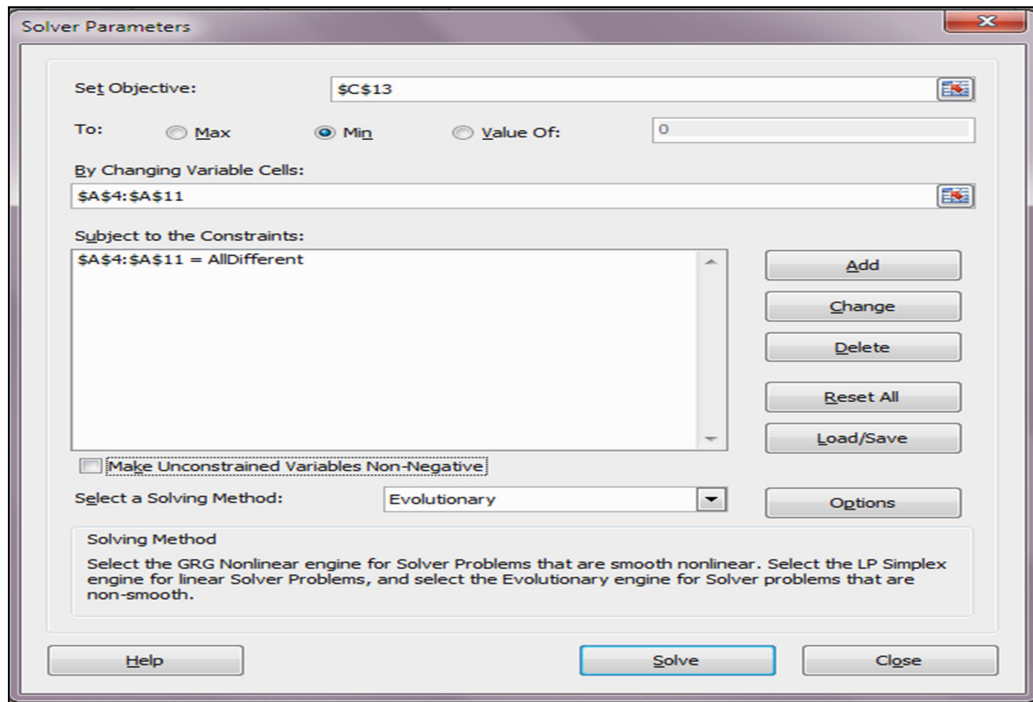 Solver Parameters
Set Objective: $C$13
To: Max Min Value Of: 0
By Changing Variable Cells:
$A$4:$A$11
Subject to the Constraints:
$A$4:$A$11 = AllDifferent
Add
Change
Delete
Reset All
Load/Save
Make Unconstrained Variables Non-Negative
Select a Solving Method: Evolutionary Options
Solving Method
Select the GRG Nonlinear engine for Solver Problems that are smooth nonlinear. Select the LP Simplex
engine for linear Solver Problems, and select the Evolutionary engine for Solver problems that are
non-smooth.
Help Solve Close